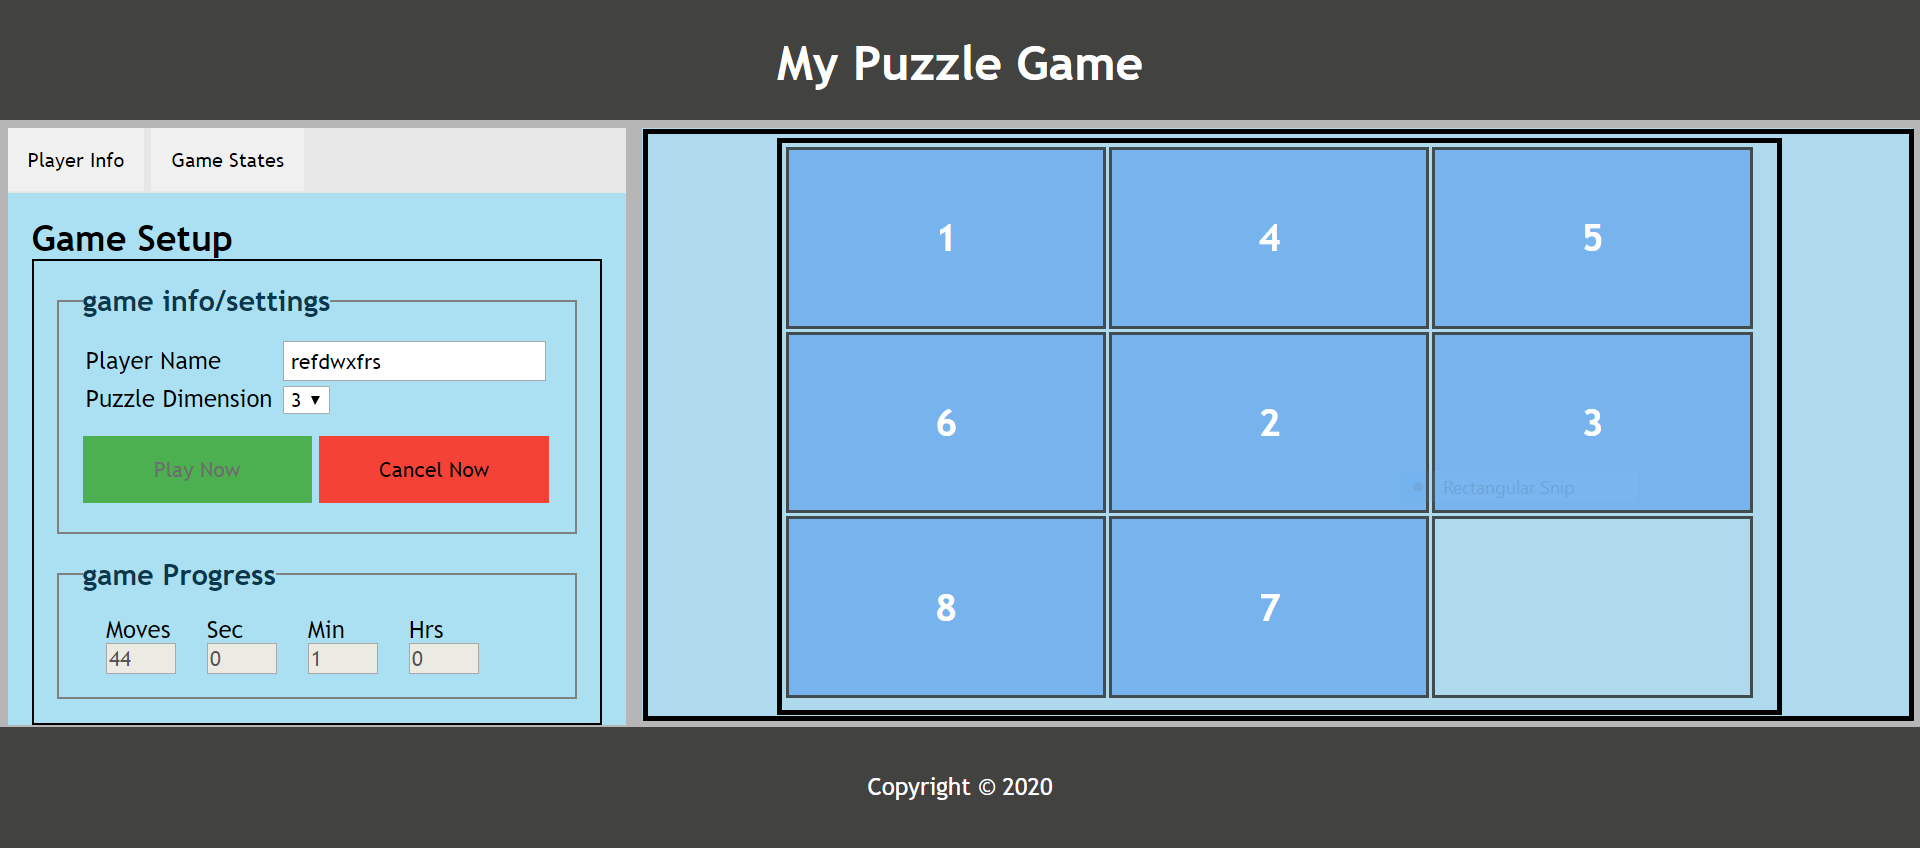 My Puzzle Game
Player Info
Game States
Game Setup
game info/settings
Player Name refdwxfrs
Puzzle Dimension 3
Play Now Cancel Now
game Progress
Moves Sec Min Hrs
44 0 1 0
1 4 5
6 2 3
Rectangular Snip
8 7
Copyright © 2020